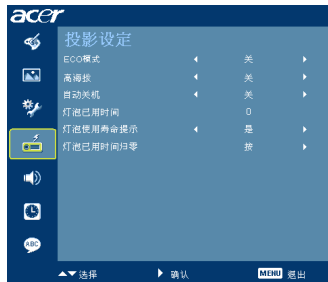 acer
投影设定
ECO模式 关
高海拔 关
自动关机 关
灯泡已用时间 0
灯泡使用寿命提示 是
灯泡已用时间归零 按
ABC
选择 确认 MENU 退出